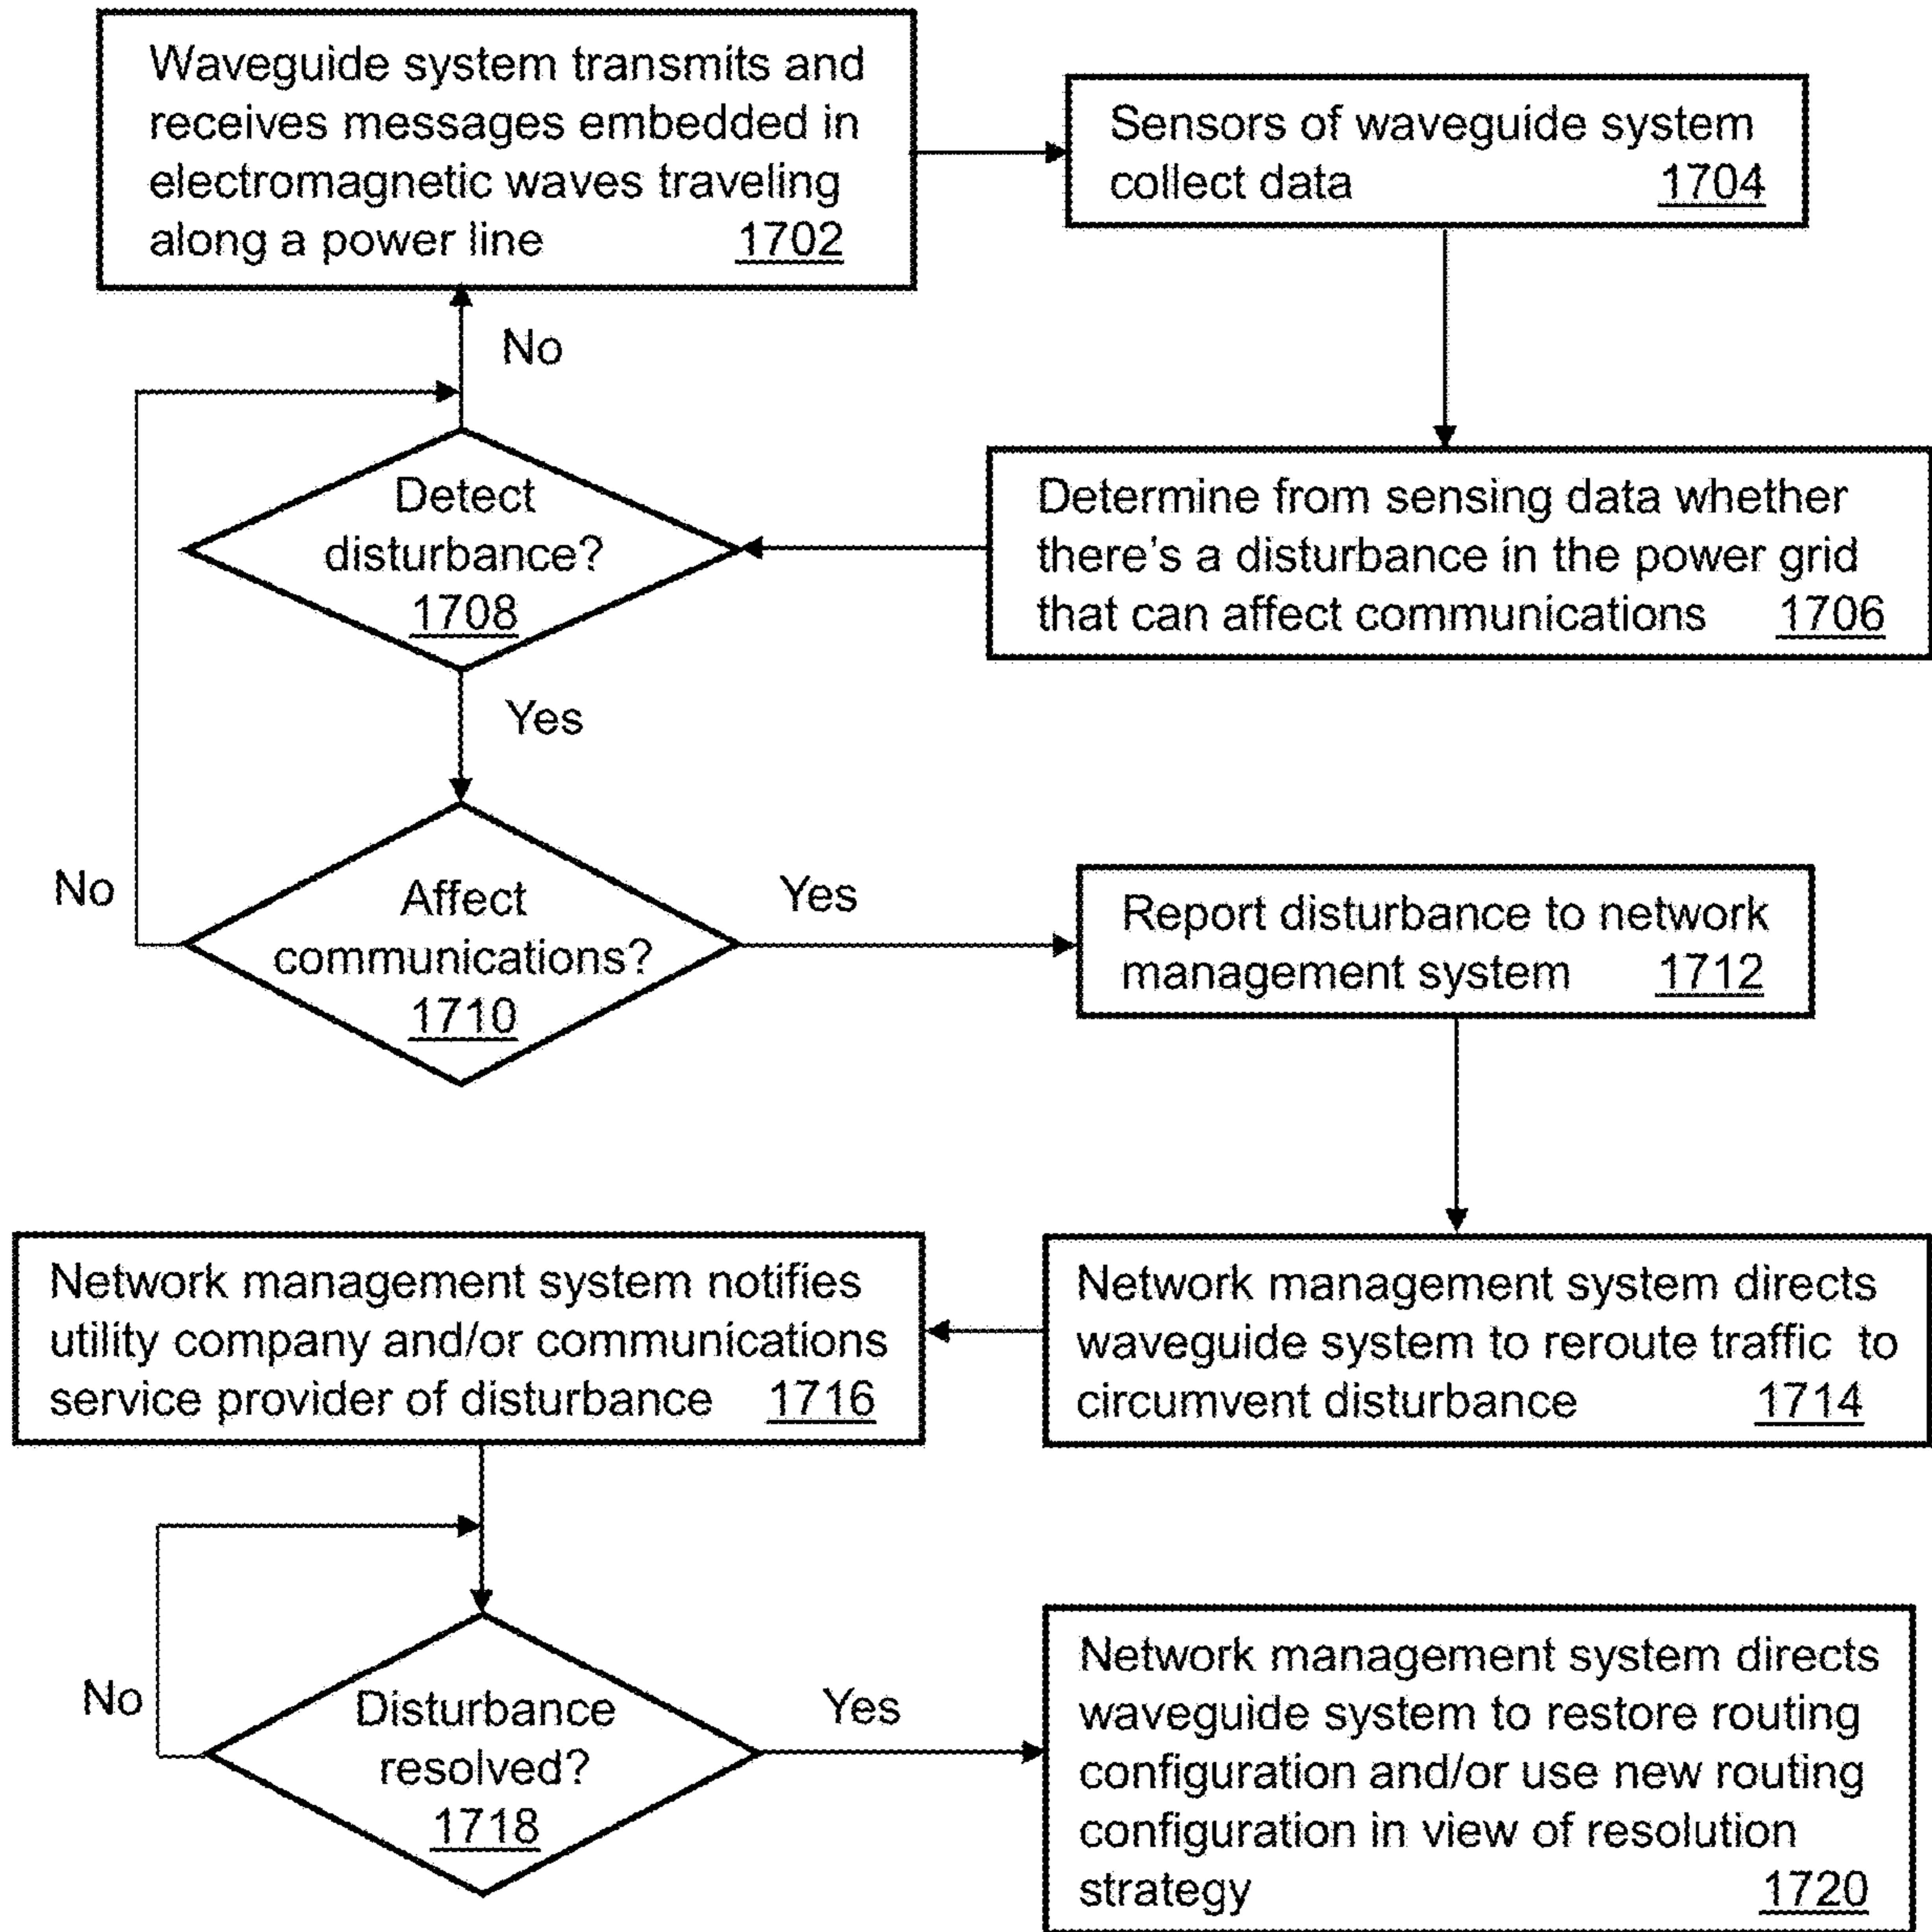 Waveguide system transmits and
receives messages embedded in
electromagnetic waves traveling
along a power line 1702
Sensors of waveguide system
collect data 1704
No
Detect
disturbance?
1708
Determine from sensing data whether
there's a disturbance in the power grid
that can affect communications 1706
Yes
No
Affect
communications?
1710
Yes
Report disturbance to network
management system 1712
Network management system notifies
utility company and/or communications
service provider of disturbance 1716
Network management system directs
waveguide system to reroute traffic to
circumvent disturbance 1714
No
Disturbance
resolved?
1718
Yes
Network management system directs
waveguide system to restore routing
configuration and/or use new routing
configuration in view of resolution
strategy 1720